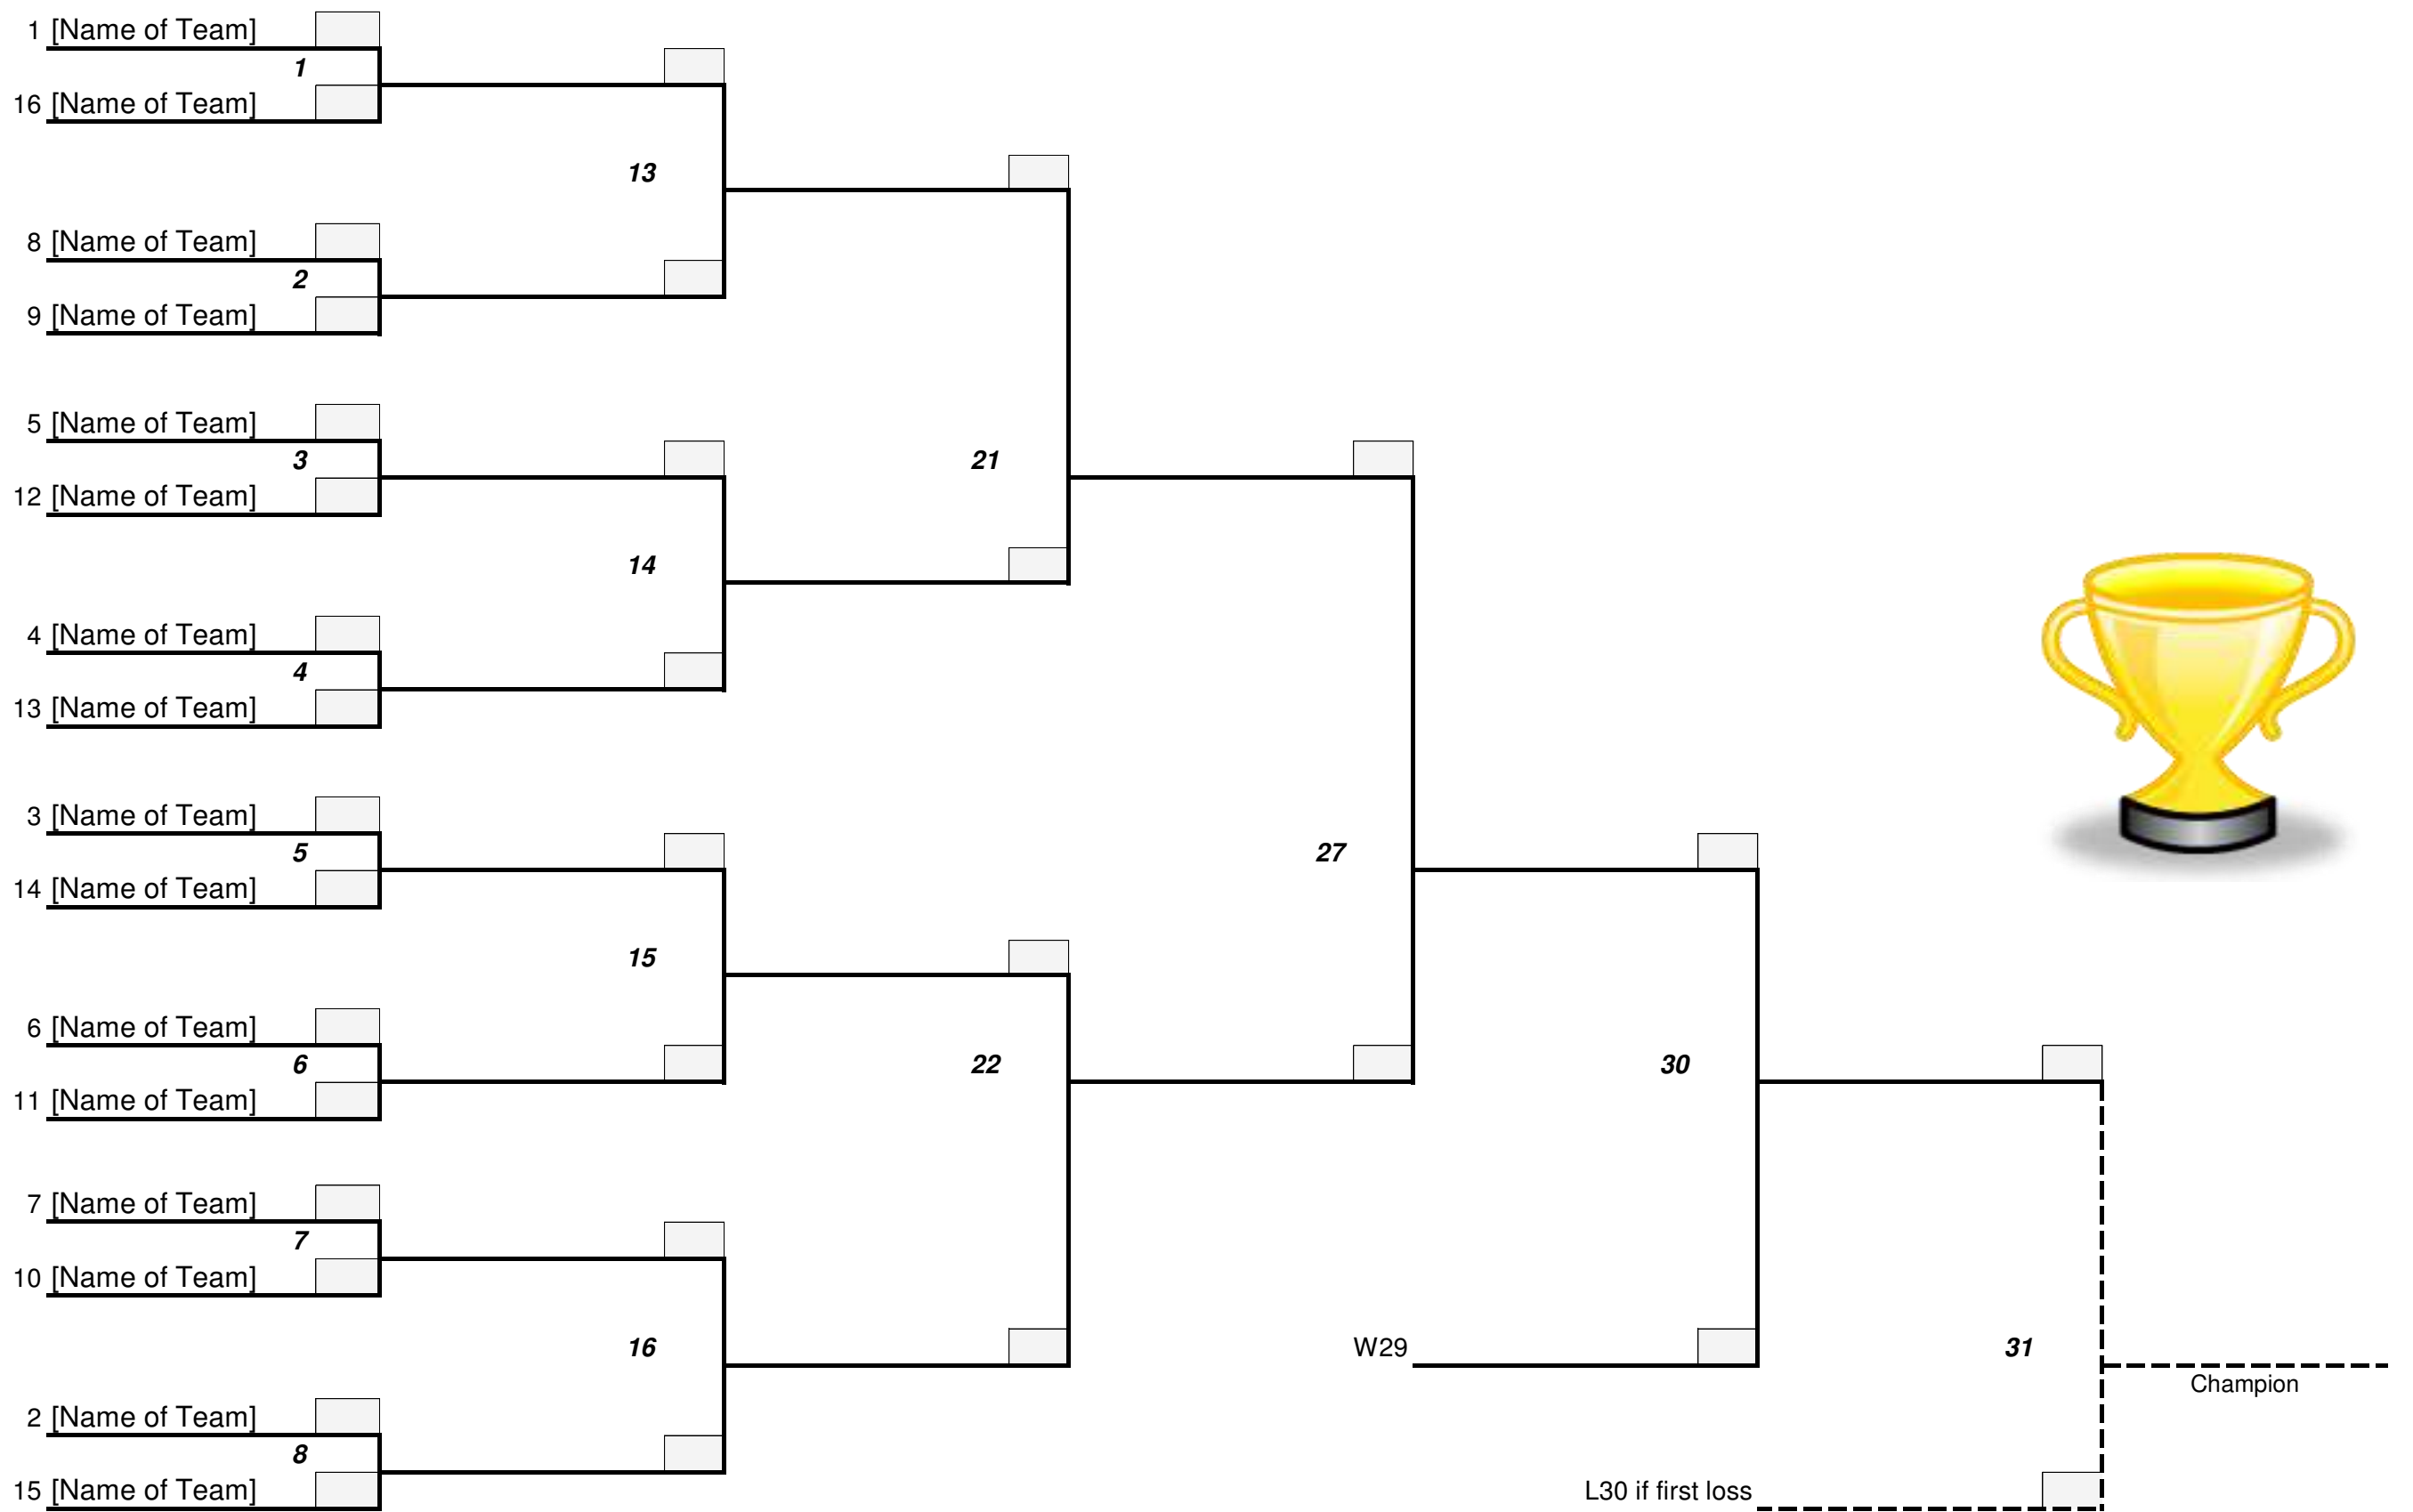 1 [Name of Team]
1
16 [Name of Team]
13
8 [Name of Team]
2
9 [Name of Team]
5 [Name of Team]
3
21
12 [Name of Team]
14
4 [Name of Team]
4
13 [Name of Team]
3 [Name of Team]
5
27
14 [Name of Team]
15
6 [Name of Team]
6
22
30
11 [Name of Team]
7 [Name of Team]
7
10 [Name of Team]
16
W29
31
Champion
2 [Name of Team]
8
15 [Name of Team]
L30 if first loss